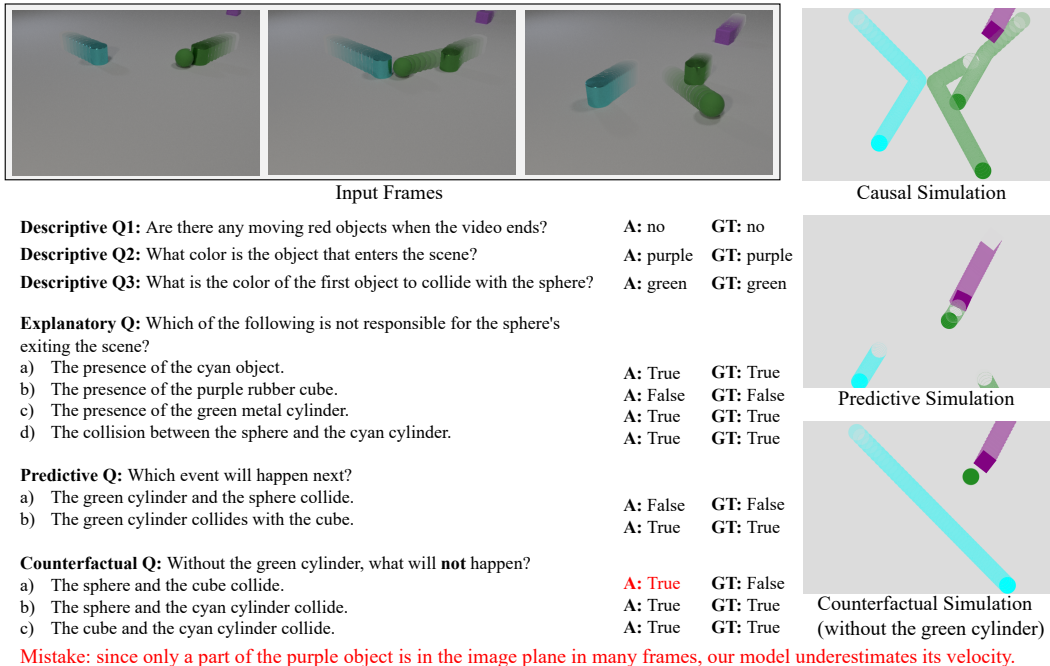 Input Frames
Causal Simulation
Descriptive Q1: Are there any moving red objects when the video ends? A: no GT: no
Descriptive Q2: What color is the object that enters the scene? A: purple GT: purple
Descriptive Q3: What is the color of the first object to collide with the sphere? A: green GT: green
Explanatory Q: Which of the following is not responsible for the sphere's
exiting the scene?
a) The presence of the cyan object. A: True GT: True
b) The presence of the purple rubber cube. A: False GT: False
c) The presence of the green metal cylinder. A: True GT: True
d) The collision between the sphere and the cyan cylinder. A: True GT: True
Predictive Simulation
Predictive Q: Which event will happen next?
a) The green cylinder and the sphere collide. A: False GT: False
b) The green cylinder collides with the cube. A: True GT: True
Counterfactual Q: Without the green cylinder, what will not happen?
a) The sphere and the cube collide. A: True GT: False
b) The sphere and the cyan cylinder collide. A: True GT: True
c) The cube and the cyan cylinder collide. A: True GT: True
Counterfactual Simulation
(without the green cylinder)
Mistake: since only a part of the purple object is in the image plane in many frames, our model underestimates its velocity.